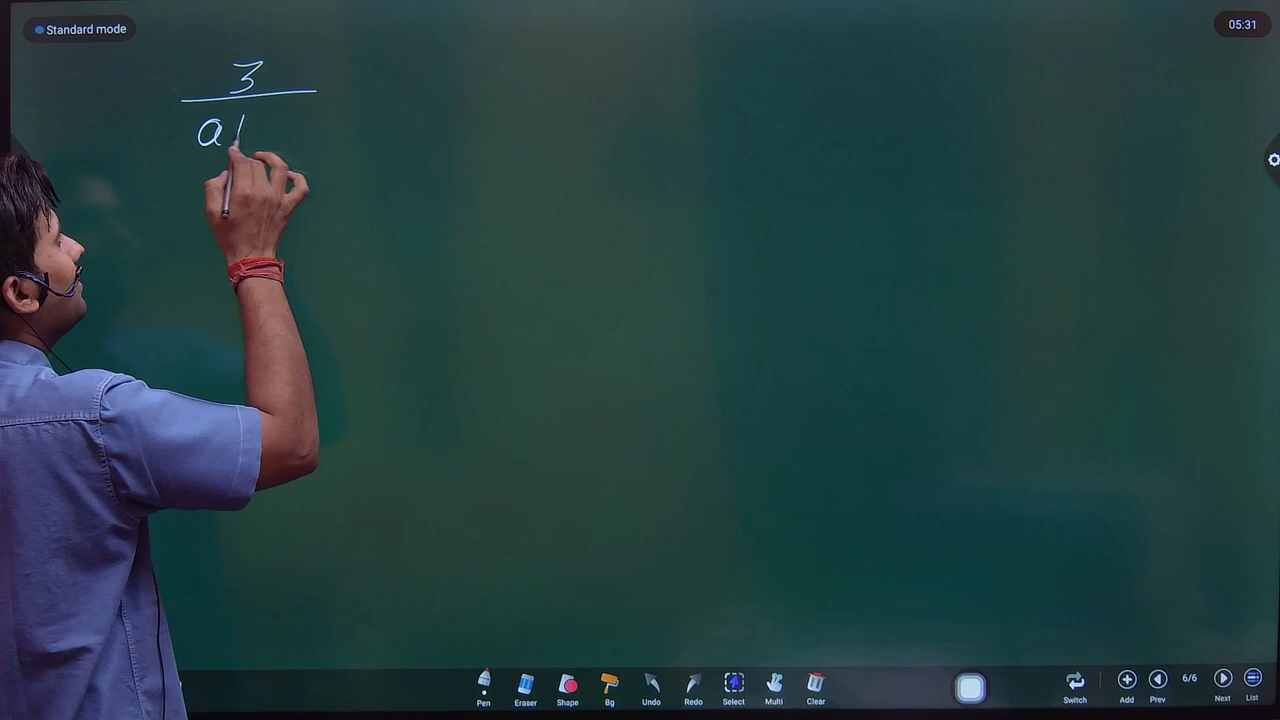 Standard mode
05:31
3
a
Pen Eraser Shape Bg Undo Redo Select Multi Clear Switch Add Prev 6/6 Next List